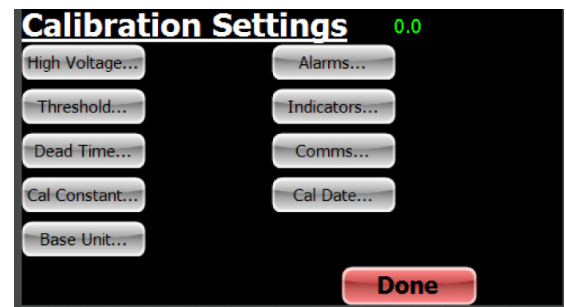 Calibration Settings 0.0
High Voltage... Alarms...
Threshold... Indicators...
Dead Time... Comms...
Cal Constant... Cal Date...
Base Unit...
Done